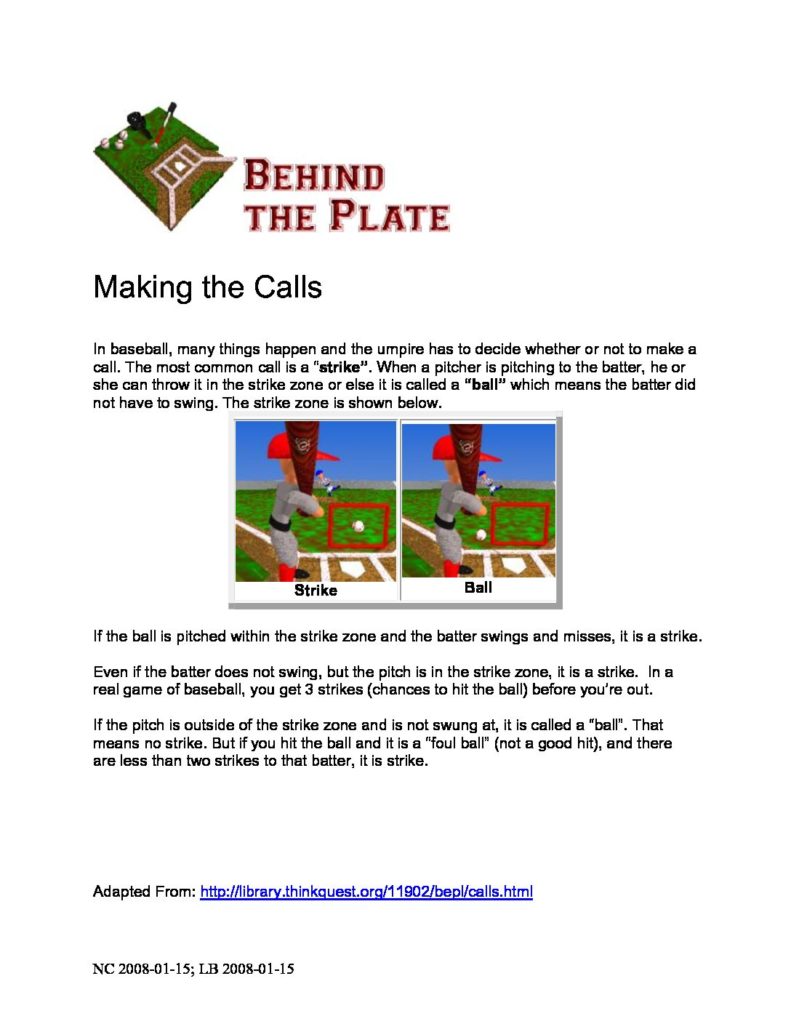 BEHIND
THE PLATE
Making the Calls
In baseball, many things happen and the umpire has to decide whether or not to make a
call. The most common call is a “strike”. When a pitcher is pitching to the batter, he or
she can throw it in the strike zone or else it is called a “ball” which means the batter did
not have to swing. The strike zone is shown below.
Strike
Ball
If the ball is pitched within the strike zone and the batter swings and misses, it is a strike.
Even if the batter does not swing, but the pitch is in the strike zone, it is a strike.  In a
real game of baseball, you get 3 strikes (chances to hit the ball) before you’re out.
If the pitch is outside of the strike zone and is not swung at, it is called a “ball”. That
means no strike. But if you hit the ball and it is a “foul ball” (not a good hit), and there
are less than two strikes to that batter, it is strike.
Adapted From: http://library.thinkquest.org/11902/bepl/calls.html
NC 2008-01-15; LB 2008-01-15